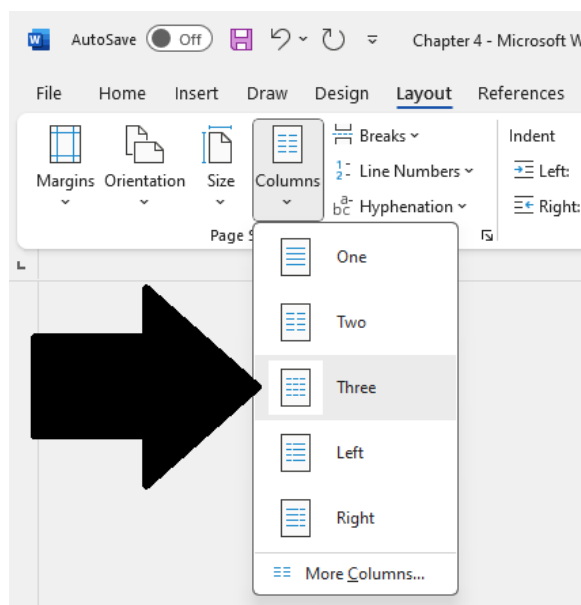 AutoSave Off Chapter 4 - Microsoft W
File Home Insert Draw Design Layout References
Margins Orientation Size Columns
Breaks
Line Numbers
Hyphenation
Indent
Left:
Right:
Page S
One
Two
Three
Left
Right
More Columns...